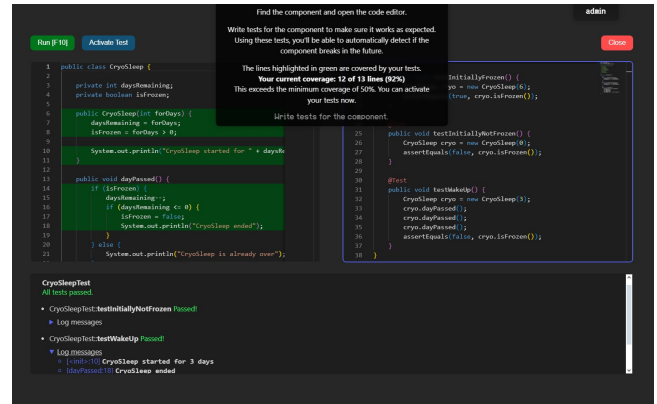 Find the component and open the code editor.
admin
Write tests for the component to make sure it works as expected.
Using these tests, you'll be able to automatically detect if the
component breaks in the future.
The lines highlighted in green are covered by your tests.
Your current coverage: 12 of 13 lines (92%)
This exceeds the minimum coverage of 50%. You can activate
your tests now.
Write tests for the component.
Run [F10]
Activate Test
Close
1 public class CryoSleep {
2
3 private int daysRemaining;
4 private boolean isFrozen;
5
6 public CryoSleep(int forDays) {
7 daysRemaining = forDays;
8 isFrozen = forDays > 0;
9
10 System.out.println("CryoSleep started for " + daysRe
11 }
12
13 public void dayPassed() {
14 if (isFrozen) {
15 daysRemaining--;
16 if (daysRemaining <= 0) {
17 isFrozen = false;
18 System.out.println("CryoSleep ended");
19 }
20 } else {
21 System.out.println("CryoSleep is already over");
InitiallyFrozen() {
yo = new CryoSleep(6);
(true, cryo.isFrozen());
25 public void testInitiallyNotFrozen() {
26 CryoSleep cryo = new CryoSleep(0);
27 assertEquals(false, cryo.isFrozen());
28 }
29
30 @Test
31 public void testWakeUp() {
32 CryoSleep cryo = new CryoSleep(3);
33 cryo.dayPassed();
34 cryo.dayPassed();
35 cryo.dayPassed();
36 assertEquals(false, cryo.isFrozen());
37 }
38 }
CryoSleepTest
All tests passed.
• CryoSleepTest::testInitiallyNotFrozen Passed!
Log messages
• CryoSleepTest::testWakeUp Passed!
Log messages
[<init>:10] CryoSleep started for 3 days
[dayPassed:18] CryoSleep ended